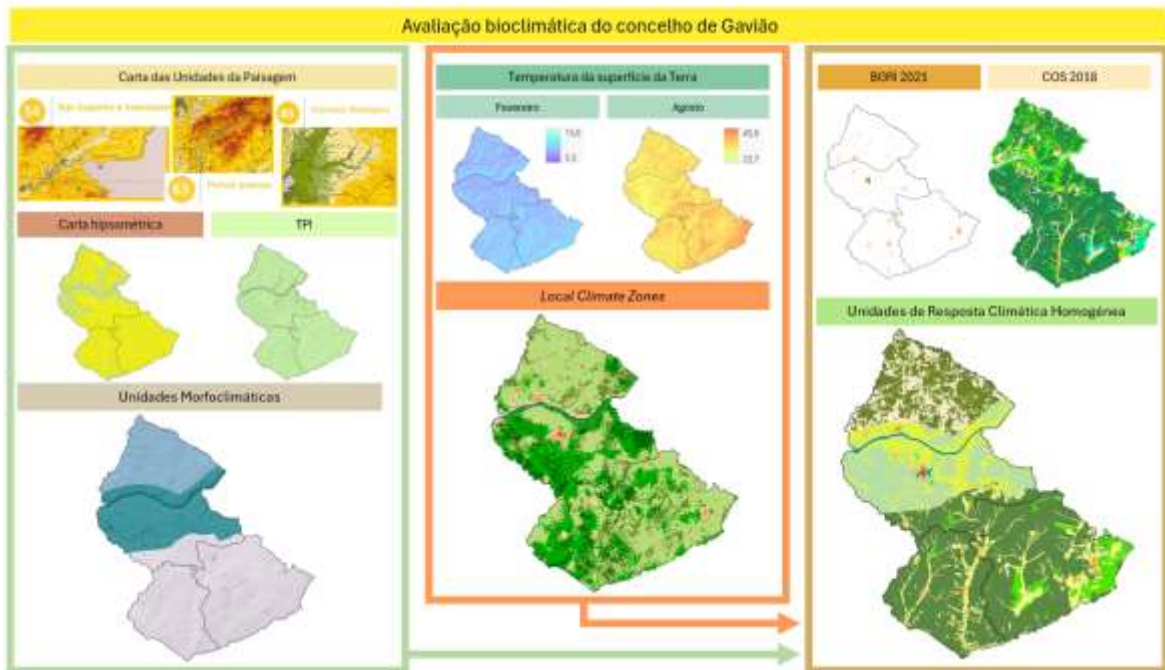 Avaliação bioclimática do concelho de Gavião
Carta das Unidades da Paisagem
Carta hipsométrica
TPI
Unidades Morfoclimáticas
Temperatura da superfície da Terra
Fevereiro
Agosto
Local Climate Zones
BGRI 2021
COS 2018
Unidades de Resposta Climática Homogénea